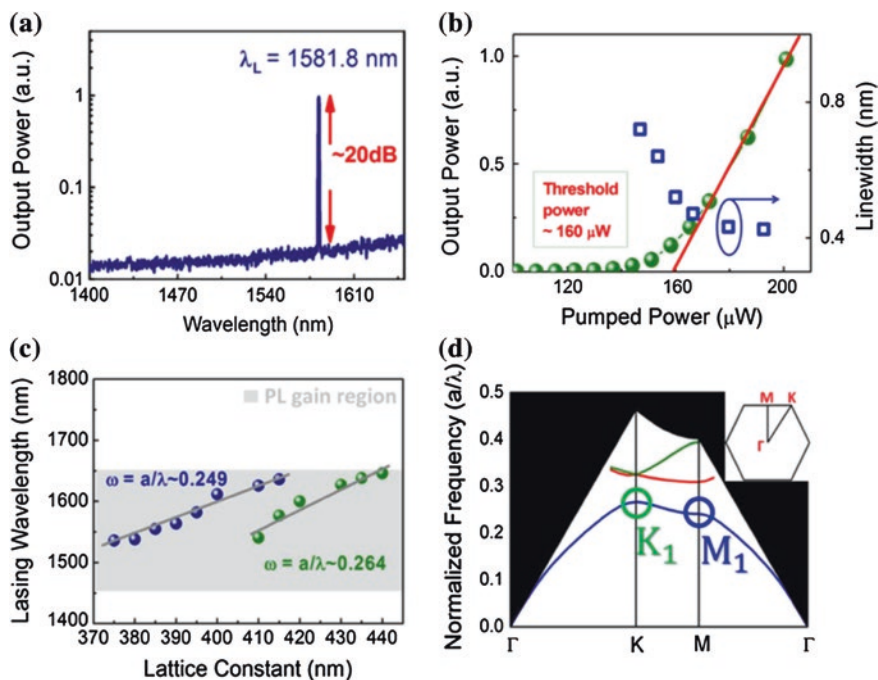 (a)
λL = 1581.8 nm
~20dB
Output Power (a.u.)
1
0.1
0.01
1400 1470 1540 1610
Wavelength (nm)
(b)
Output Power (a.u.)
1.0
0.5
0.0
Threshold
power
~ 160 μW
0.8
0.4
Linewidth (nm)
120 160 200
Pumped Power (μW)
(c)
Lasing Wavelength (nm)
1800
1700
1600
1500
1400
PL gain region
ω = a/λ~0.249
ω = a/λ~0.264
370 380 390 400 410 420 430 440
Lattice Constant (nm)
(d)
Normalized Frequency (a/λ)
0.5
0.4
0.3
0.2
0.1
0.0
M K
Γ
K1
M1
Γ K M Γ